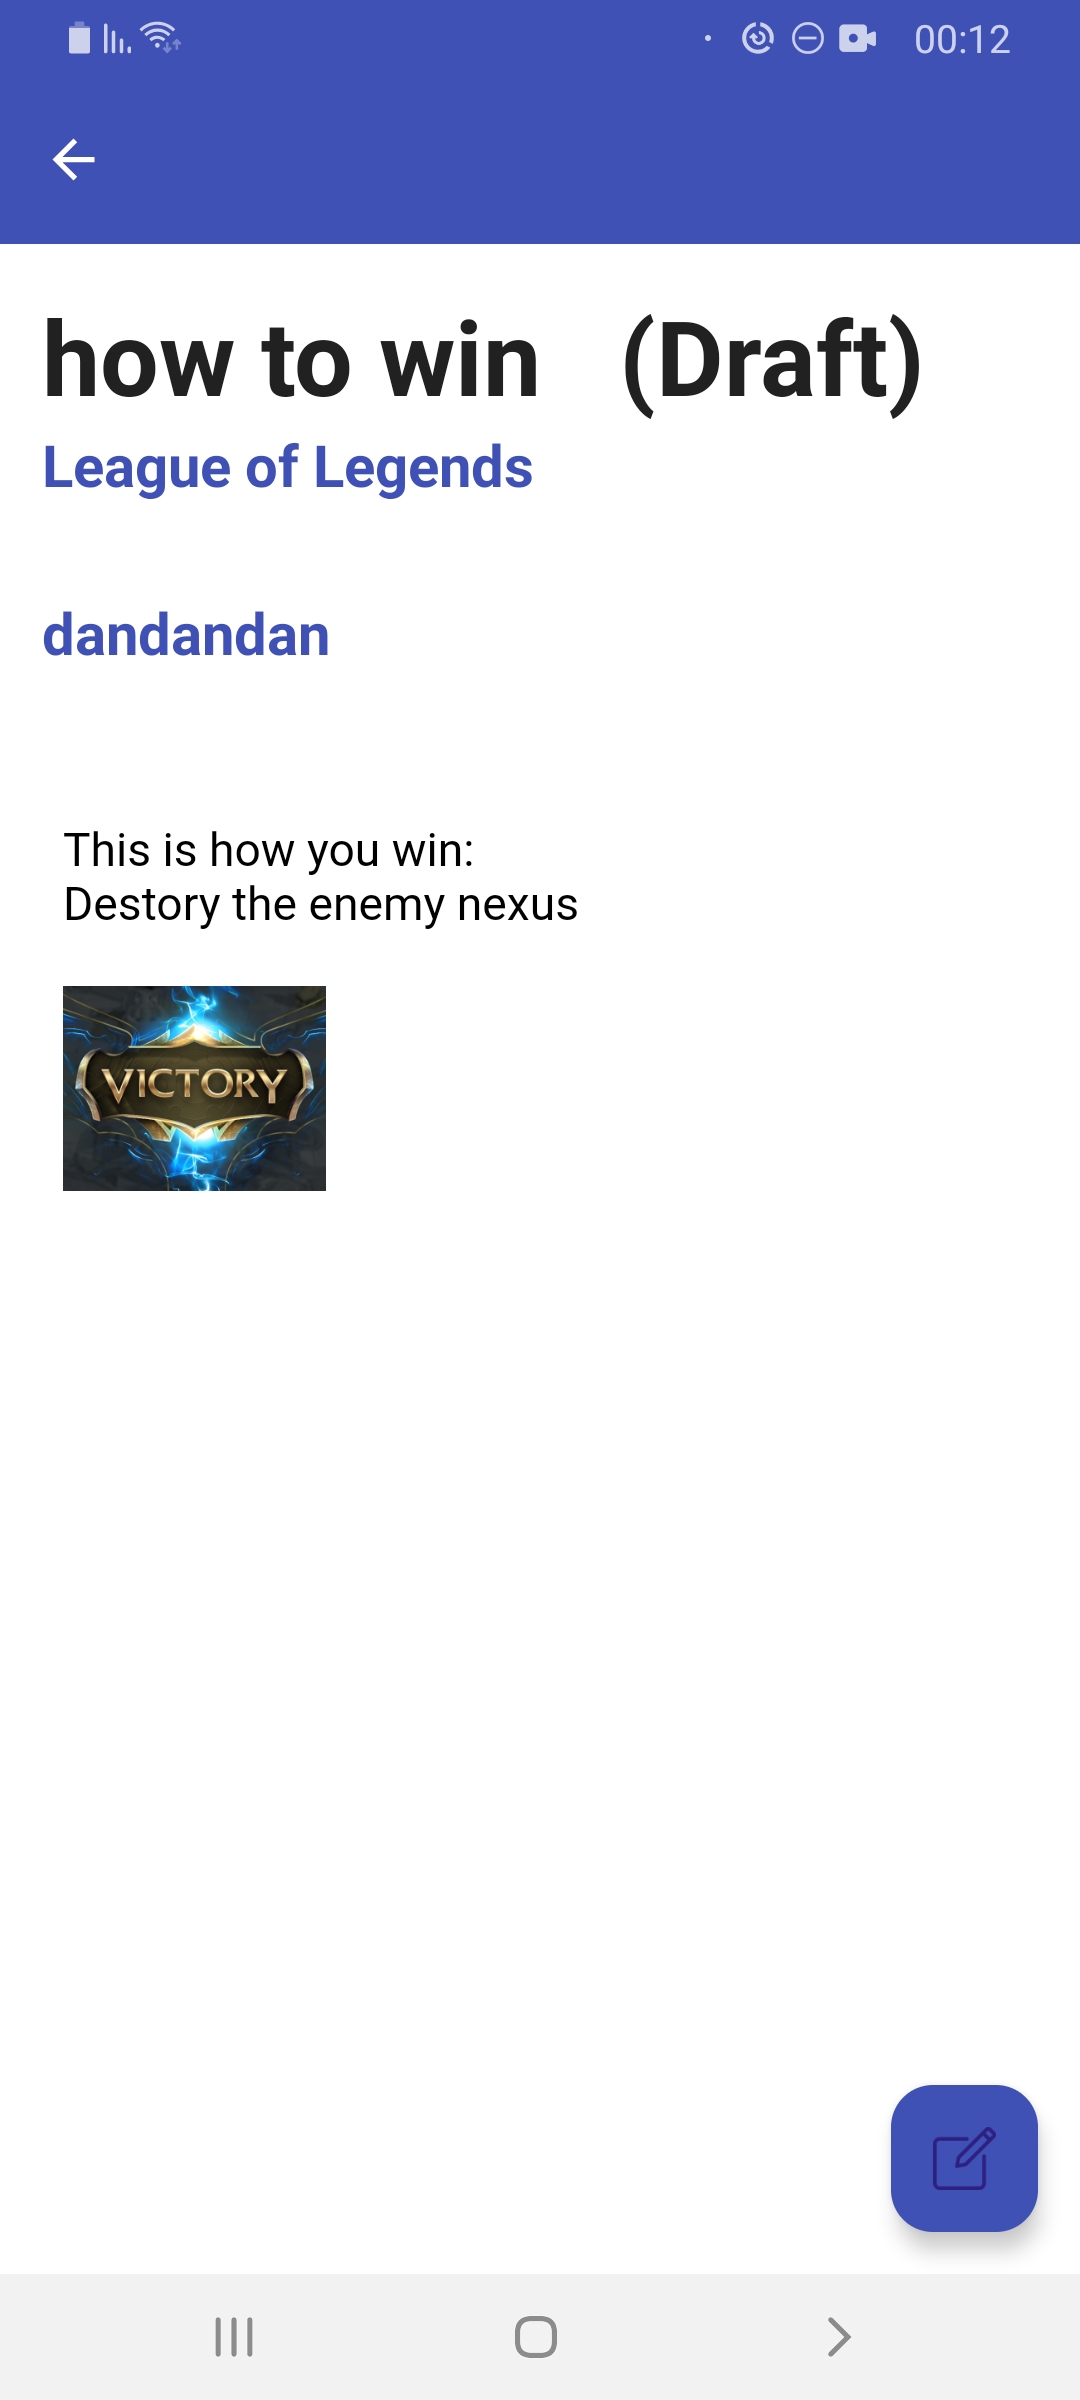 00:12
how to win (Draft)
League of Legends
dandandan
This is how you win:
Destory the enemy nexus
VICTORY